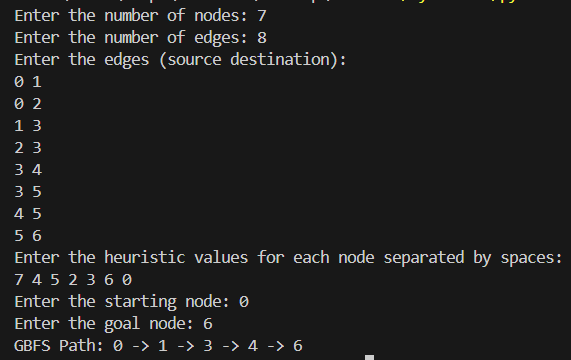 Enter the number of nodes: 7
Enter the number of edges: 8
Enter the edges (source destination):
0 1
0 2
1 3
2 3
3 4
3 5
4 5
5 6
Enter the heuristic values for each node separated by spaces:
7 4 5 2 3 6 0
Enter the starting node: 0
Enter the goal node: 6
GBFS Path: 0 -> 1 -> 3 -> 4 -> 6